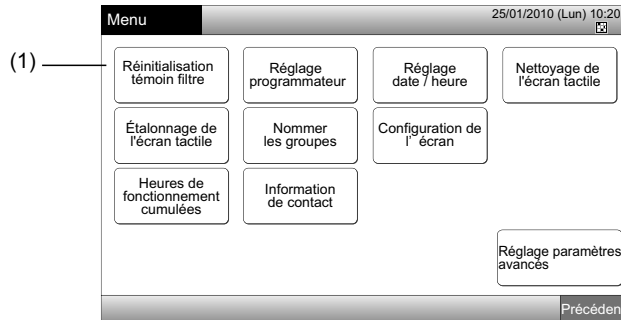 Menu
25/01/2010 (Lun) 10:20
(1)
Réinitialisation
témoin filtre
Réglage
programmateur
Réglage
date / heure
Nettoyage de
l'écran tactile
Étalonnage de
l'écran tactile
Nommer
les groupes
Configuration de
l' écran
Heures de
fonctionnement
cumulées
Information
de contact
Réglage paramètres
avancés
Précéden